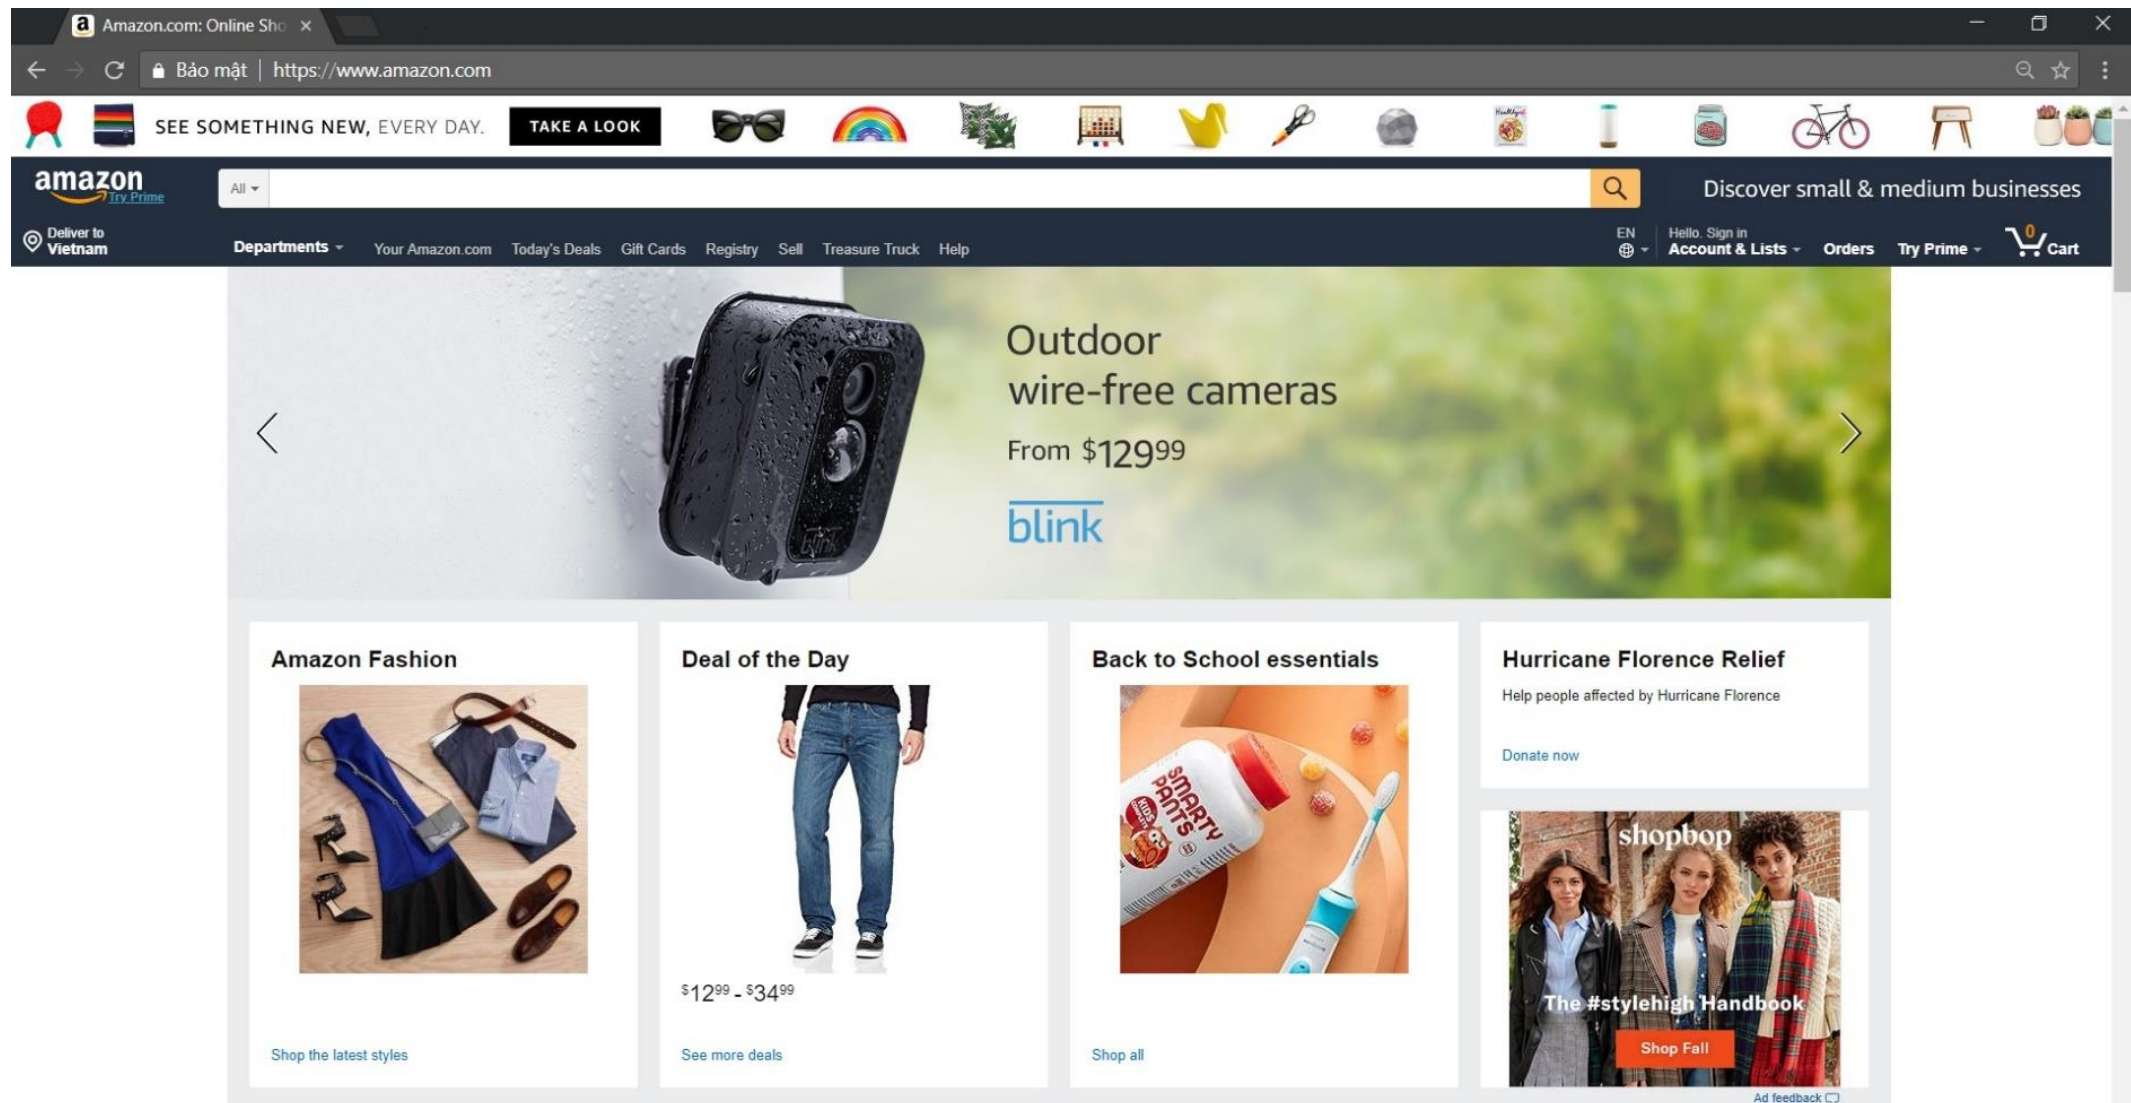 a Amazon.com: Online Sho
Bảo mật | https://www.amazon.com
SEE SOMETHING NEW, EVERY DAY. TAKE A LOOK
amazon
Try Prime
All
Discover small & medium businesses
Deliver to
Vietnam
Departments Your Amazon.com Today's Deals Gift Cards Registry Sell Treasure Truck Help
EN
Hello. Sign in
Account & Lists Orders Try Prime 0 Cart
Outdoor
wire-free cameras
From $12999
blink
Amazon Fashion
Shop the latest styles
Deal of the Day
$1299 - $3499
See more deals
Back to School essentials
SMARTY
PANTS
KIDS
Shop all
Hurricane Florence Relief
Help people affected by Hurricane Florence
Donate now
shopbop
The #stylehigh Handbook
Shop Fall
Ad feedback